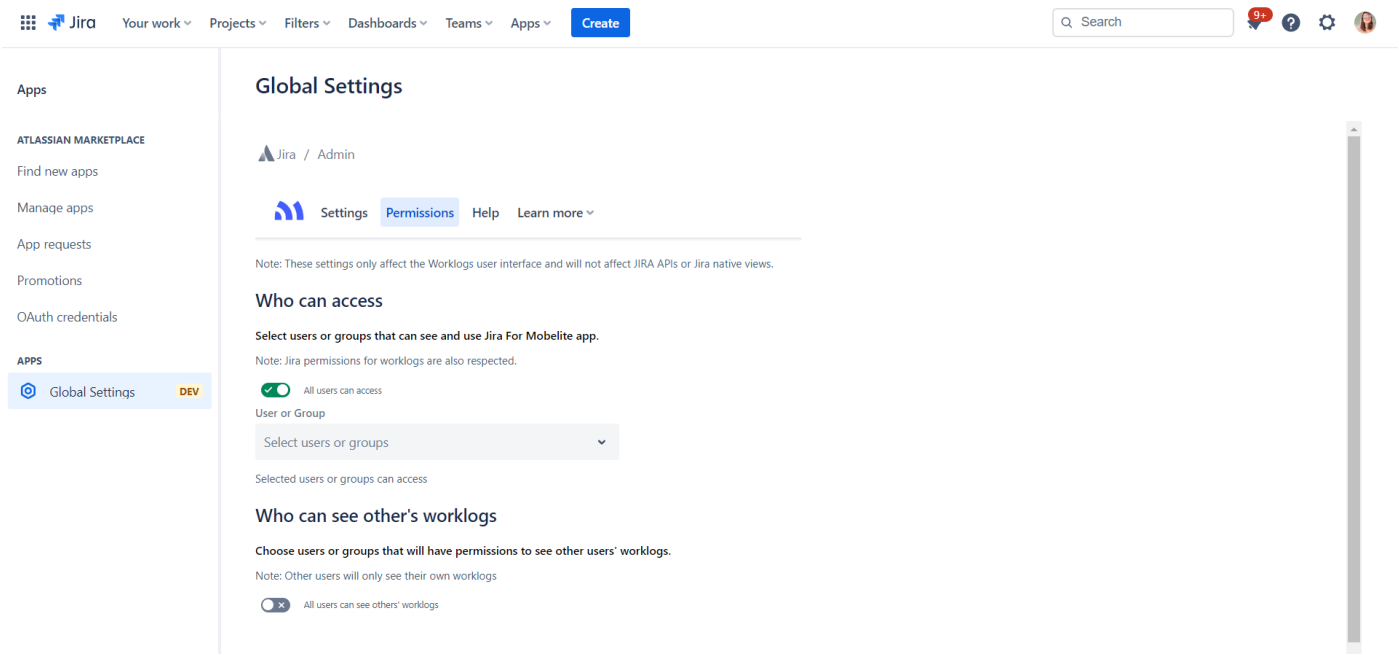 Jira Your work Projects Filters Dashboards Teams Apps Create Search 9+ ?
Apps
ATLASSIAN MARKETPLACE
Find new apps
Manage apps
App requests
Promotions
OAuth credentials
APPS
Global Settings DEV
Global Settings
Jira / Admin
Settings Permissions Help Learn more
Note: These settings only affect the Worklogs user interface and will not affect JIRA APIs or Jira native views.
Who can access
Select users or groups that can see and use Jira For Mobelite app.
Note: Jira permissions for worklogs are also respected.
All users can access
User or Group
Select users or groups
Selected users or groups can access
Who can see other's worklogs
Choose users or groups that will have permissions to see other users' worklogs.
Note: Other users will only see their own worklogs
All users can see others' worklogs